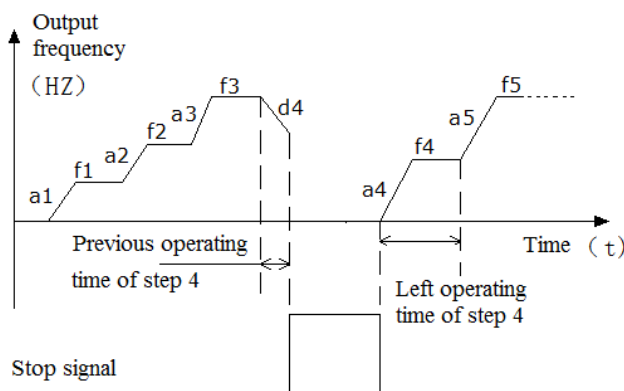 Output
frequency
（HZ）
a1
f1
a2
f2
a3
f3
d4
a4
f4
a5
f5
Time （t）
Previous operating
time of step 4
Left operating
time of step 4
Stop signal